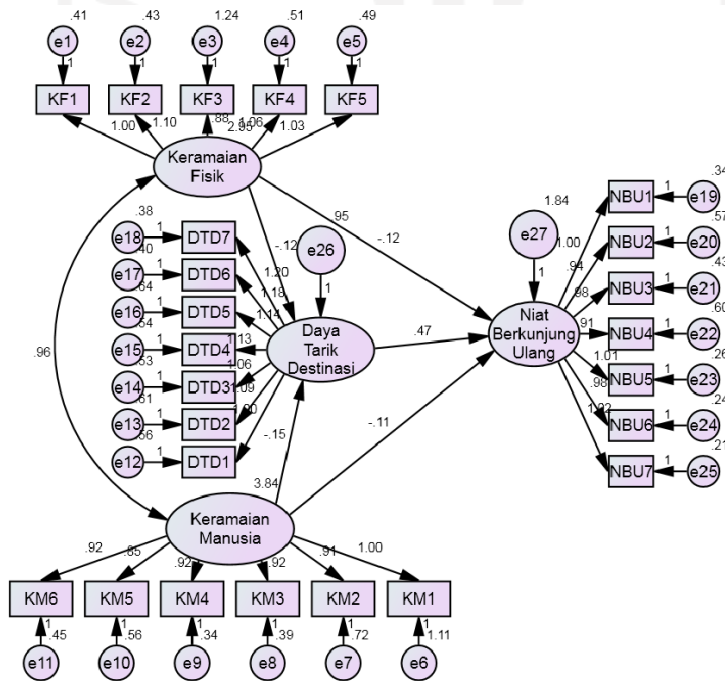 .41 .43 1.24 .51 .49
e1 e2 e3 e4 e5
1 1 1 1 1
KF1 KF2 KF3 KF4 KF5
1.00 1.10 .88 1.06 1.03
2.95
Keramaian
Fisik
.38
e18 1 DTD7
.40
e17 1 DTD6
.64
e16 1 DTD5
.54
e15 1 DTD4
.53
e14 1 DTD3
.61
e13 1 DTD2
.56
e12 1 DTD1
-.12
1.20
1.18
1.14
1.13
1.06
1.09
1.00
.95
e26
1
Daya
Tarik
Destinasi
-.12
.47
-.11
-.15
.96
1.84
e27
1
Niat
Berkunjung
Ulang
1.00
.94
.98
.91
1.01
.98
.34
NBU1 1 e19
.57
NBU2 1 e20
.43
NBU3 1 e21
.60
NBU4 1 e22
.26
NBU5 1 e23
.24
NBU6 1 e24
.21
NBU7 1 e25
3.84
Keramaian
Manusia
.92 .85 .92 .92 .91 1.00
KM6 KM5 KM4 KM3 KM2 KM1
1 1 1 1 1 1
.45 .56 .34 .39 .72 1.11
e11 e10 e9 e8 e7 e6